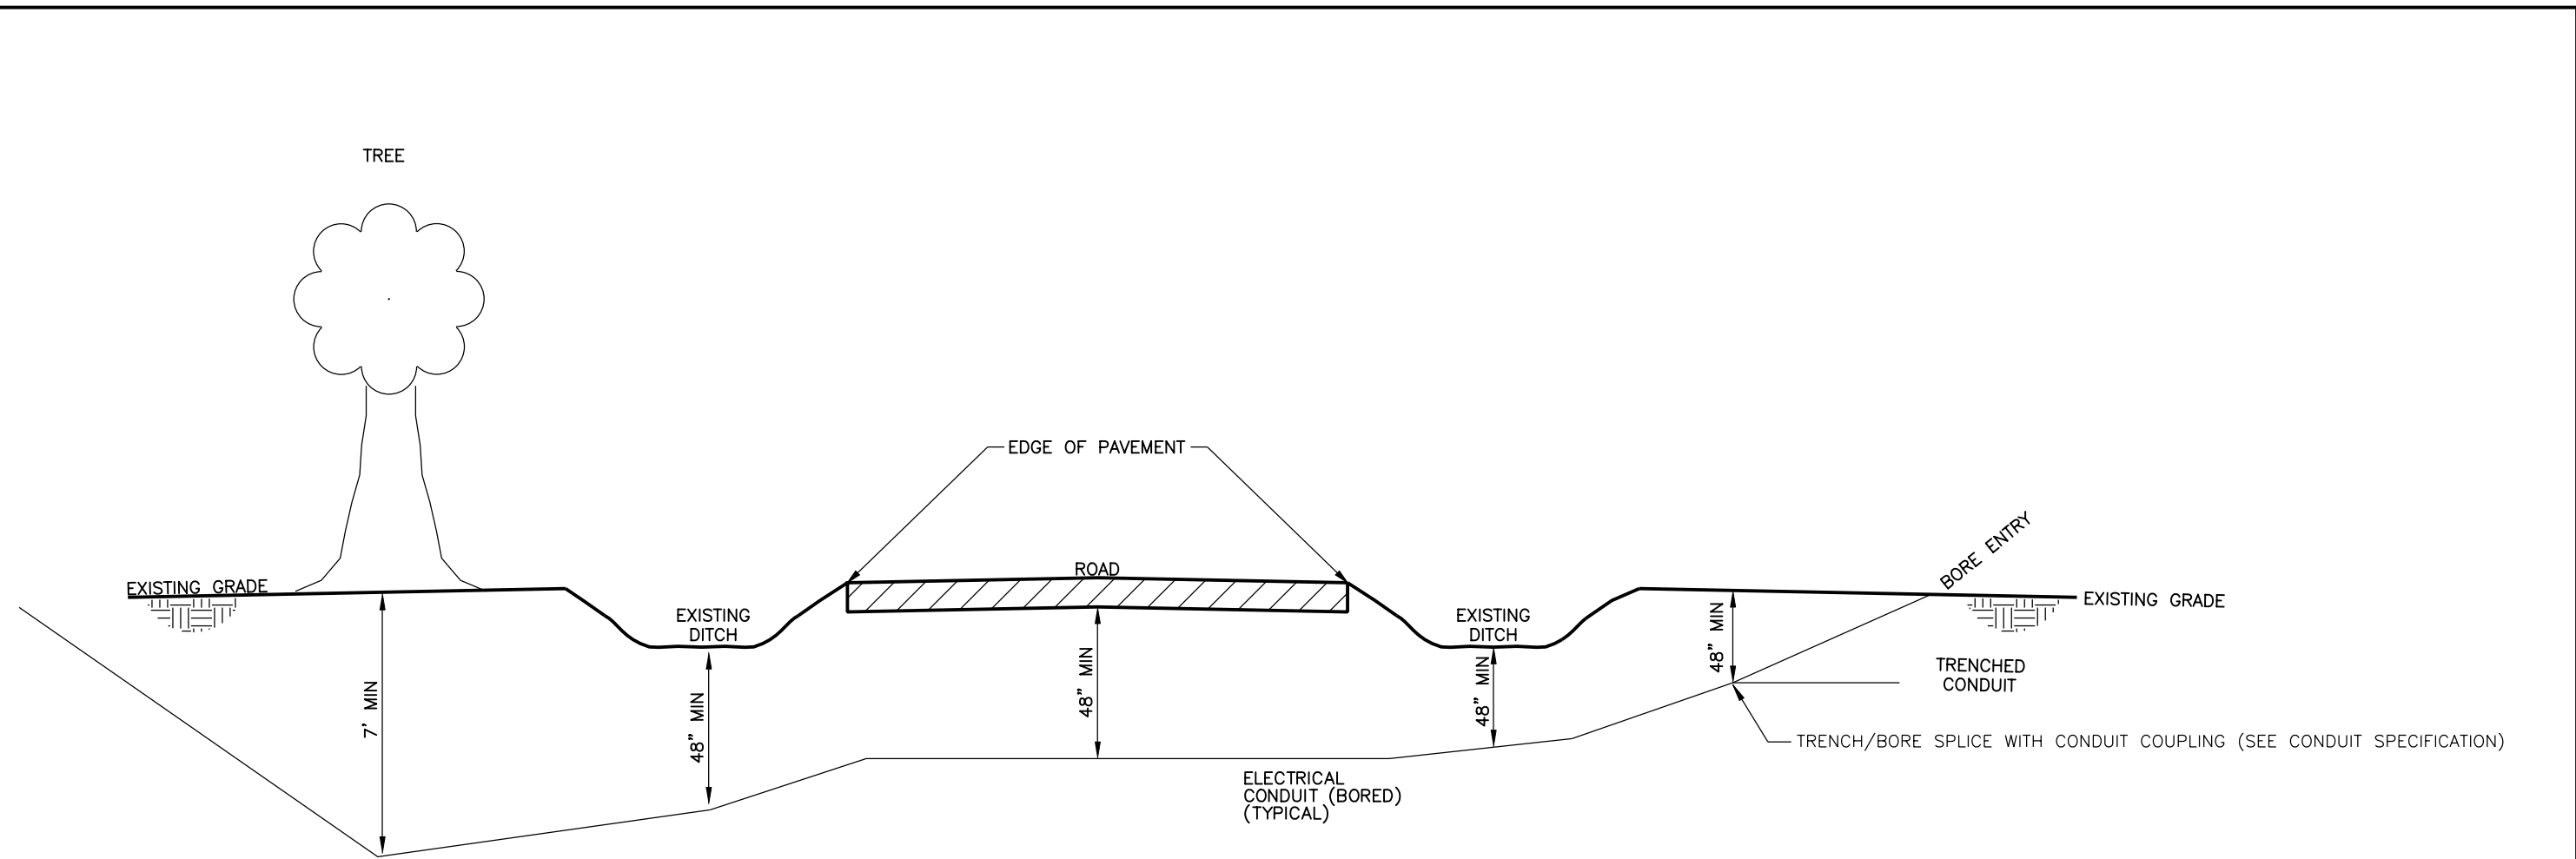 TREE
EDGE OF PAVEMENT
BORE ENTRY
ROAD
EXISTING GRADE
EXISTING GRADE
EXISTING
DITCH
EXISTING
DITCH
48" MIN
TRENCHED
CONDUIT
7' MIN
48" MIN
48" MIN
48" MIN
TRENCH/BORE SPLICE WITH CONDUIT COUPLING (SEE CONDUIT SPECIFICATION)
ELECTRICAL
CONDUIT (BORED)
(TYPICAL)